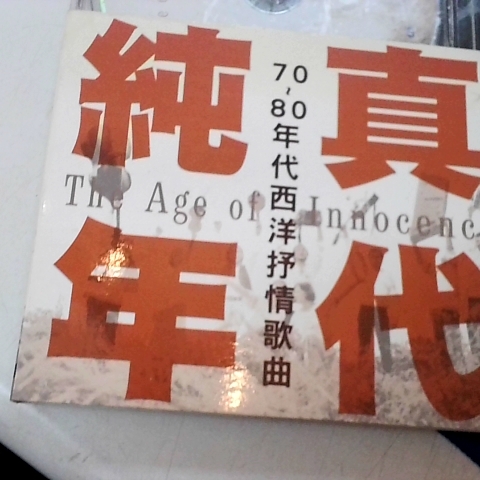 純真
年代
The Age of Innocenc
70~80年代西洋抒情歌曲